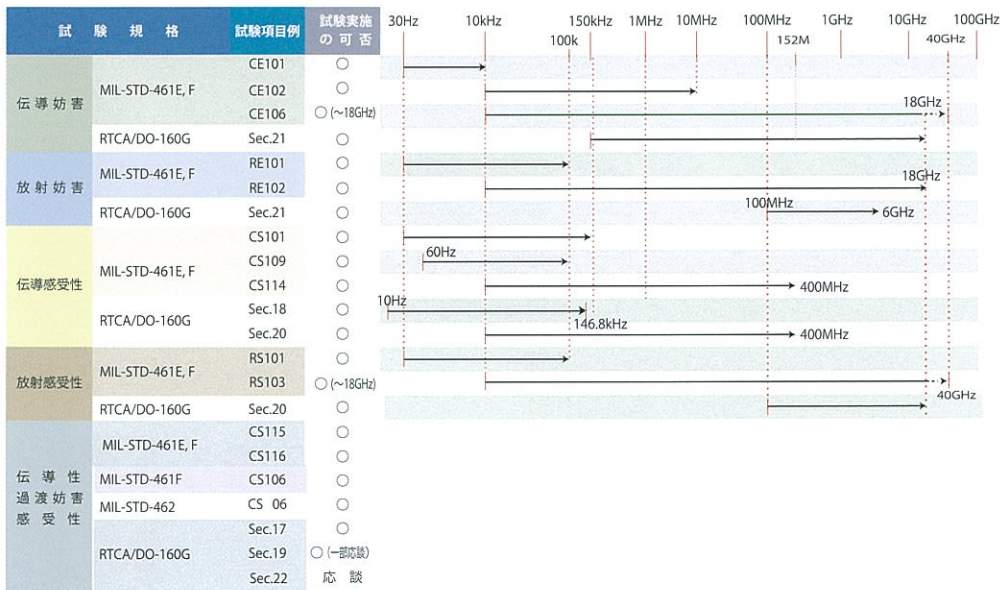 試 験 規 格 試験項目例 試験実施
の 可 否
30Hz 10kHz 150kHz 1MHz 10MHz 100MHz 1GHz 10GHz 100GHz
100k 152M 40GHz
伝 導 妨 害 MIL-STD-461E, F CE101 ○
CE102 ○
CE106 ○(～18GHz) 18GHz
RTCA/DO-160G Sec.21 ○
放 射 妨 害 MIL-STD-461E, F RE101 ○
RE102 ○ 18GHz
RTCA/DO-160G Sec.21 ○ 100MHz 6GHz
伝導感受性 MIL-STD-461E, F CS101 ○
CS109 ○ 60Hz
CS114 ○ 400MHz
RTCA/DO-160G Sec.18 ○ 10Hz 146.8kHz
Sec.20 ○ 400MHz
放射感受性 MIL-STD-461E, F RS101 ○
RS103 ○(～18GHz) 40GHz
RTCA/DO-160G Sec.20 ○
伝 導 性
過 渡 妨 害
感 受 性
MIL-STD-461E, F CS115 ○
CS116 ○
MIL-STD-461F CS106 ○
MIL-STD-462 CS 06 ○
RTCA/DO-160G Sec.17 ○
Sec.19 ○(一部応談)
Sec.22 応 談